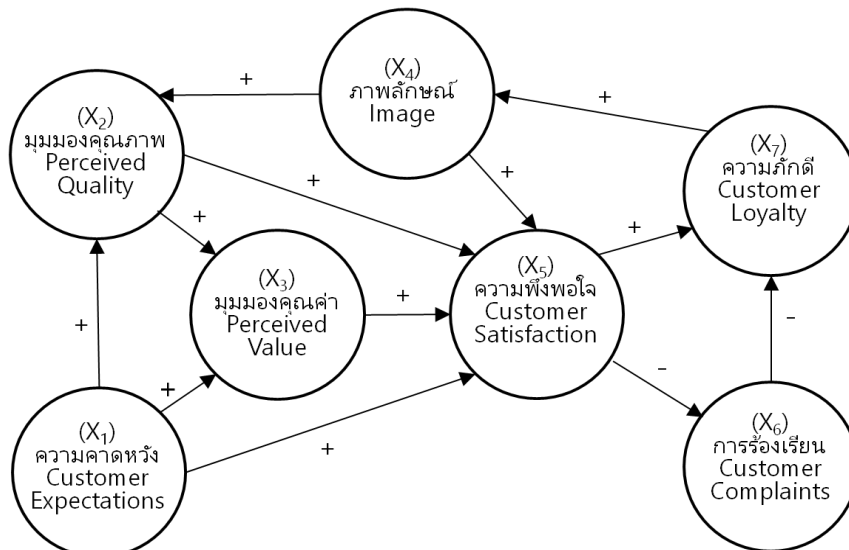 (X₄)
ภาพลักษณ์
Image
+
+
(X₂)
มุมมองคุณภาพ
Perceived
Quality
(X₇)
ความภักดี
Customer
Loyalty
+
+
+
+
(X₃)
มุมมองคุณค่า
Perceived
Value
+
(X₅)
ความพึงพอใจ
Customer
Satisfaction
+
-
-
+
+
(X₁)
ความคาดหวัง
Customer
Expectations
(X₆)
การร้องเรียน
Customer
Complaints